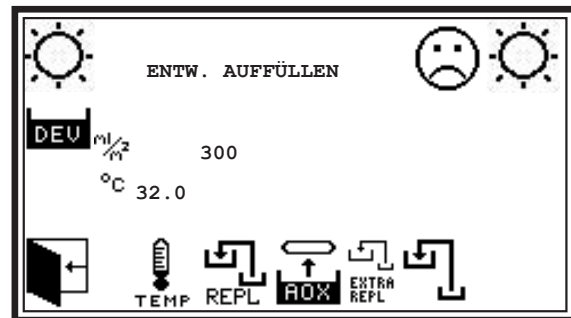 ENTW. AUFFÜLLEN
DEV ml/m² 300
°C 32.0
TEMP REPL AOX EXTRA REPL